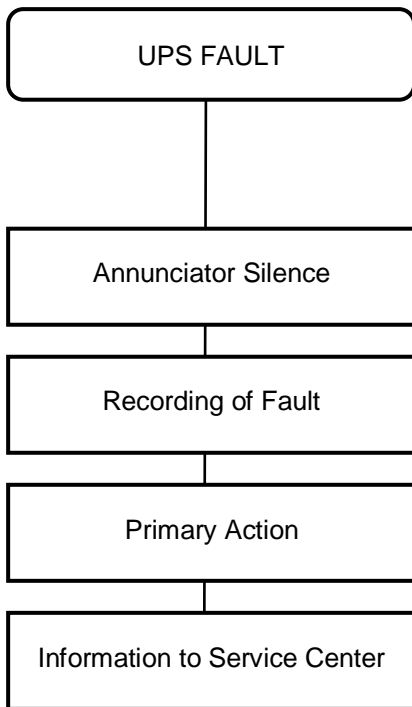 UPS FAULT
Annunciator Silence
Recording of Fault
Primary Action
Information to Service Center